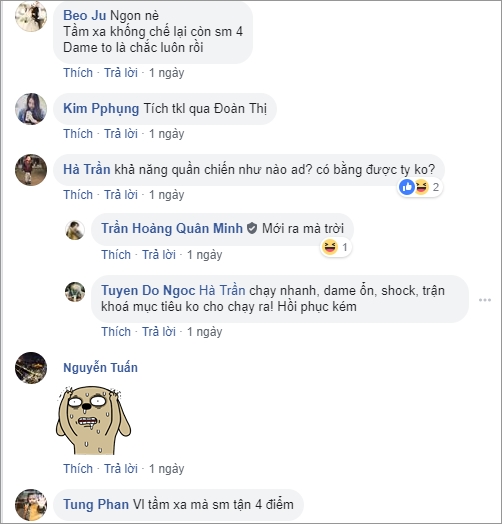 Beo Ju Ngon nè
Tầm xa khống chế lại còn sm 4
Dame to là chắc luôn rồi
Thích · Trả lời · 1 ngày
Kim Pphụng Tích tkl qua Đoàn Thị
Thích · Trả lời · 1 ngày
Hà Trần khả năng quần chiến như nào ad? có bằng được ty ko?
2
Thích · Trả lời · 1 ngày
Trần Hoảng Quân Minh Mới ra mà trời
1
Thích · Trả lời · 1 ngày
Tuyen Do Ngoc Hà Trần chạy nhanh, dame ổn, shock, trận
khoá mục tiêu ko cho chạy ra! Hồi phục kém
Thích · Trả lời · 1 ngày
Nguyễn Tuấn
Thích · Trả lời · 1 ngày
Tung Phan Vl tầm xa mà sm tận 4 điểm